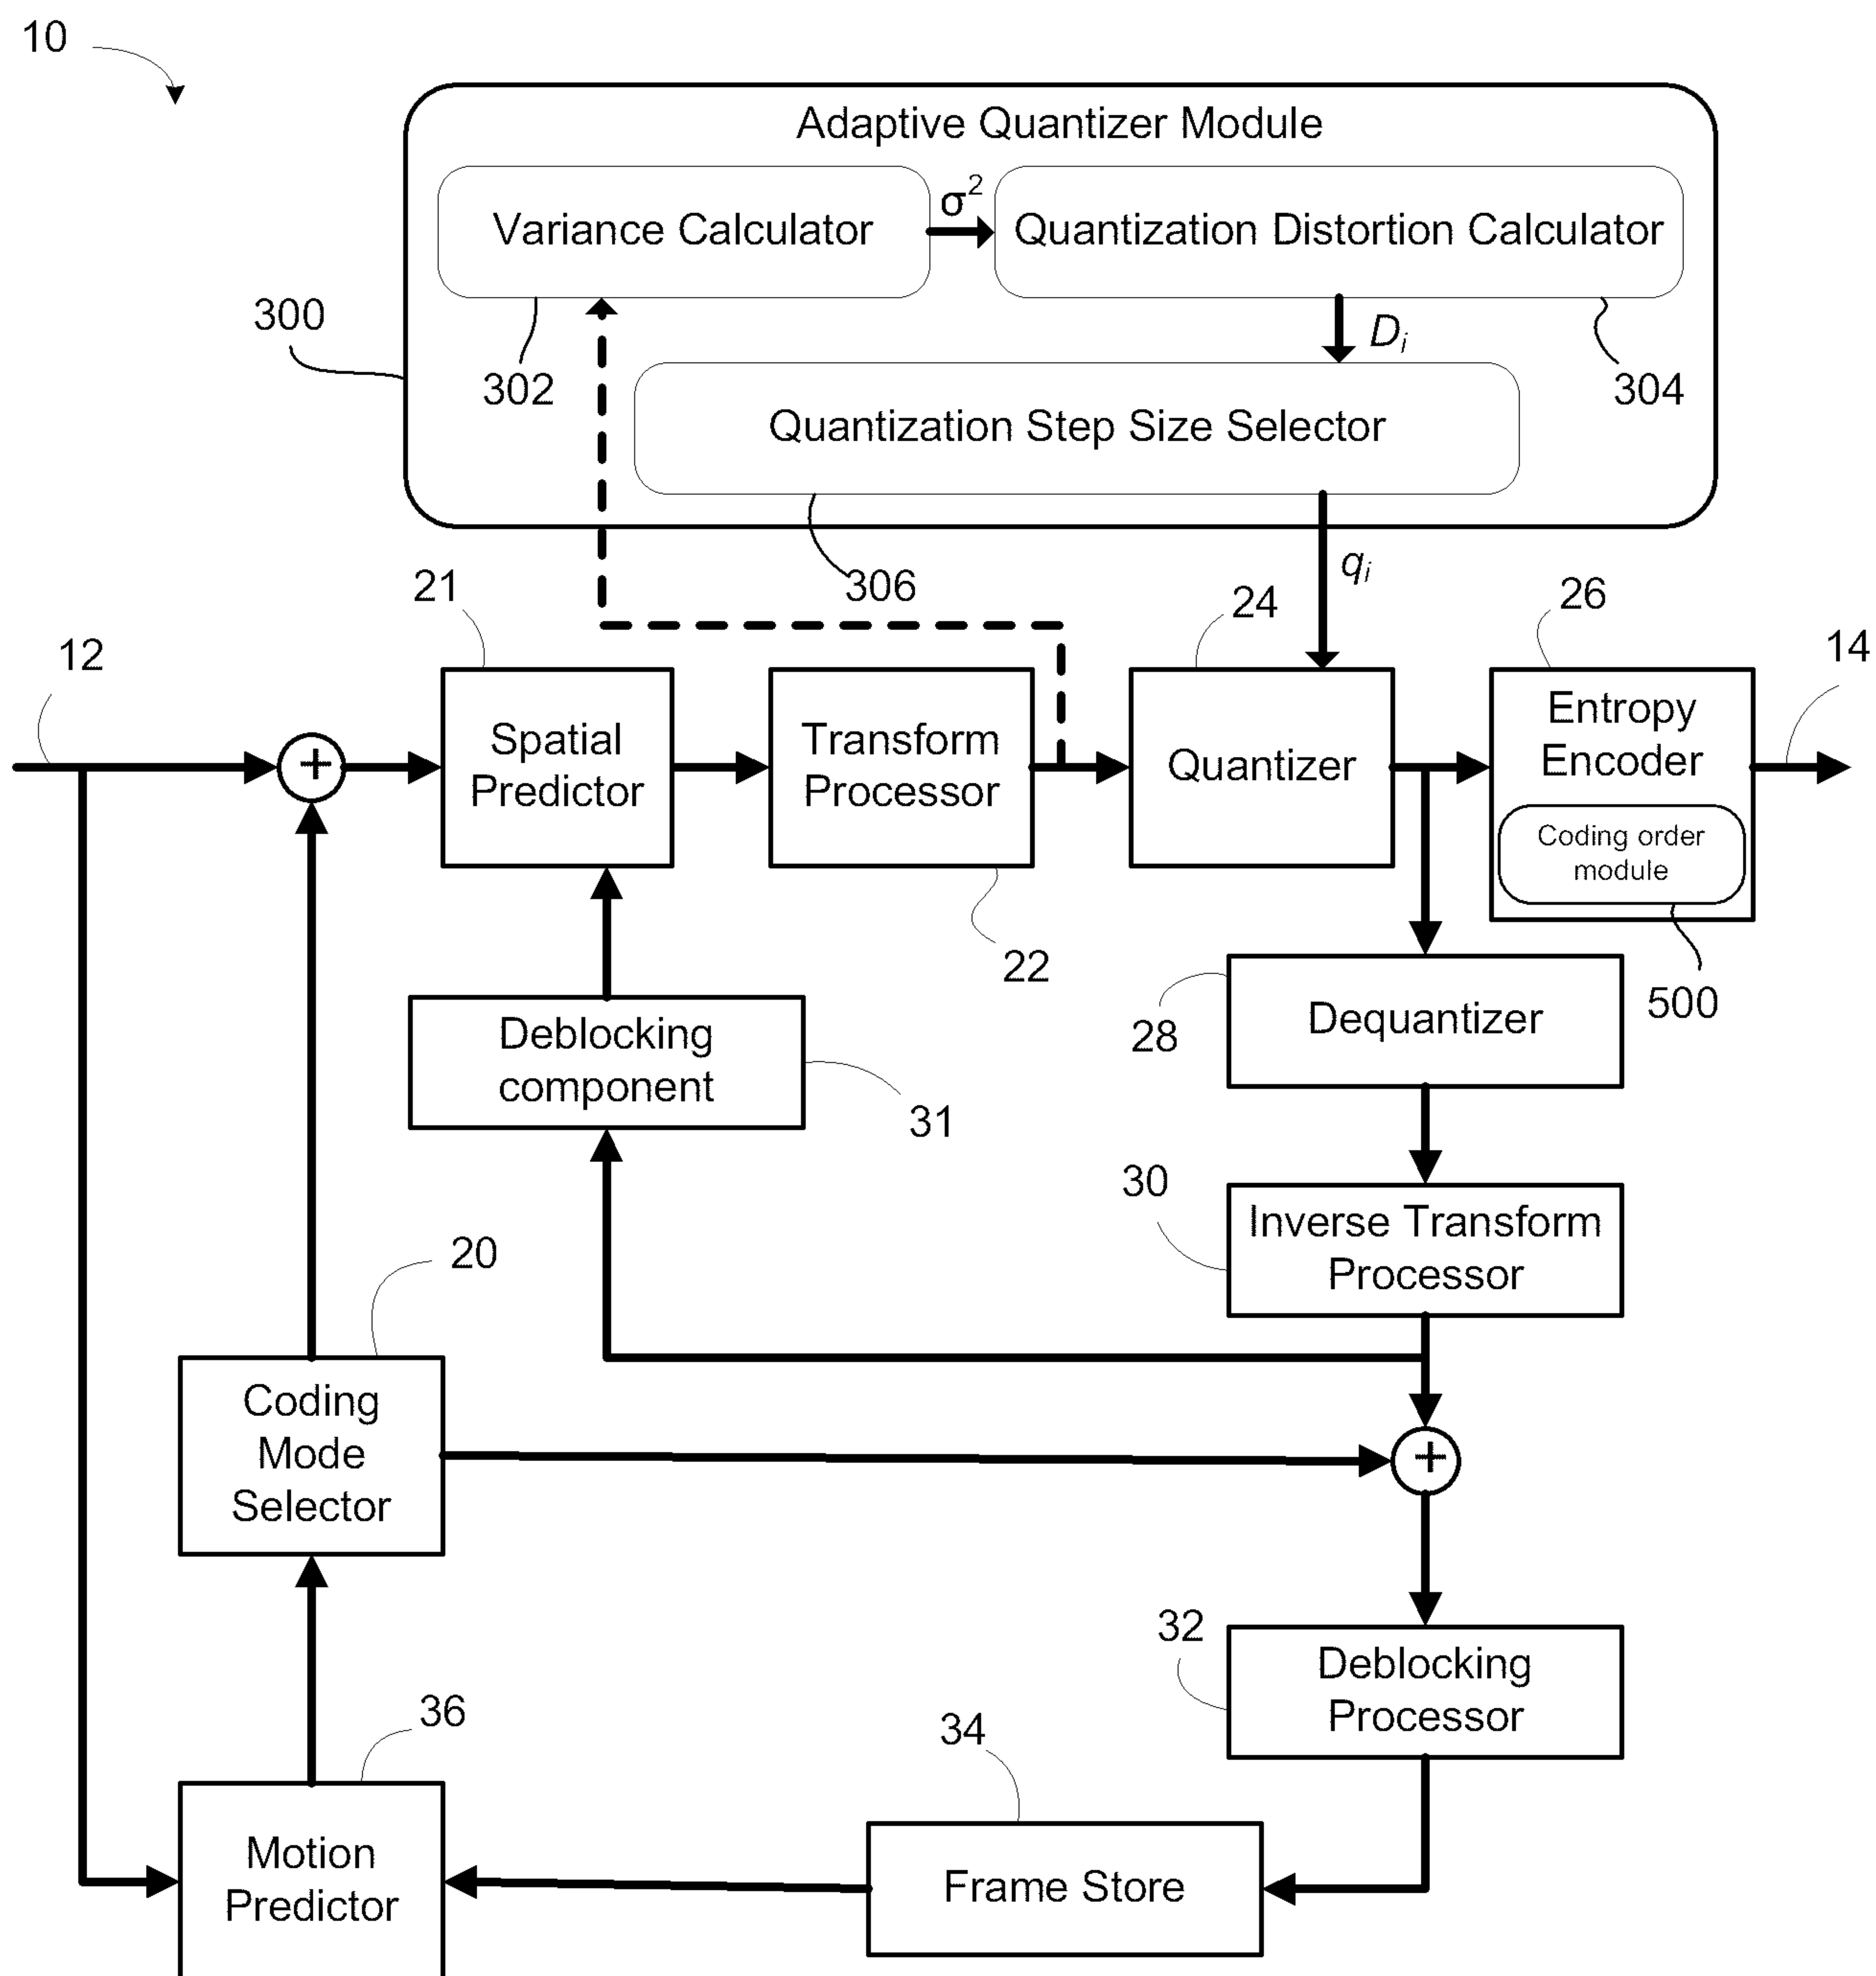 10
Adaptive Quantizer Module
Variance Calculator
σ²
Quantization Distortion Calculator
300
302
Di
304
Quantization Step Size Selector
306
qi
21
24
26
12
14
Spatial
Predictor
Transform
Processor
Quantizer
Entropy
Encoder
Coding order
module
+
22
500
Deblocking
component
31
28
Dequantizer
30
Inverse Transform
Processor
20
Coding
Mode
Selector
+
32
Deblocking
Processor
36
34
Motion
Predictor
Frame Store